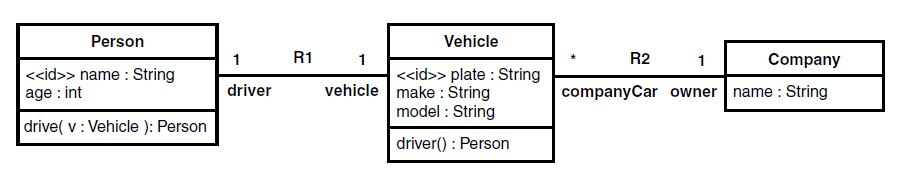 Person
<<id>> name : String
age : int
drive( v : Vehicle ): Person
1 R1 1
driver vehicle
Vehicle
<<id>> plate : String
make : String
model : String
driver() : Person
* R2 1
companyCar owner
Company
name : String